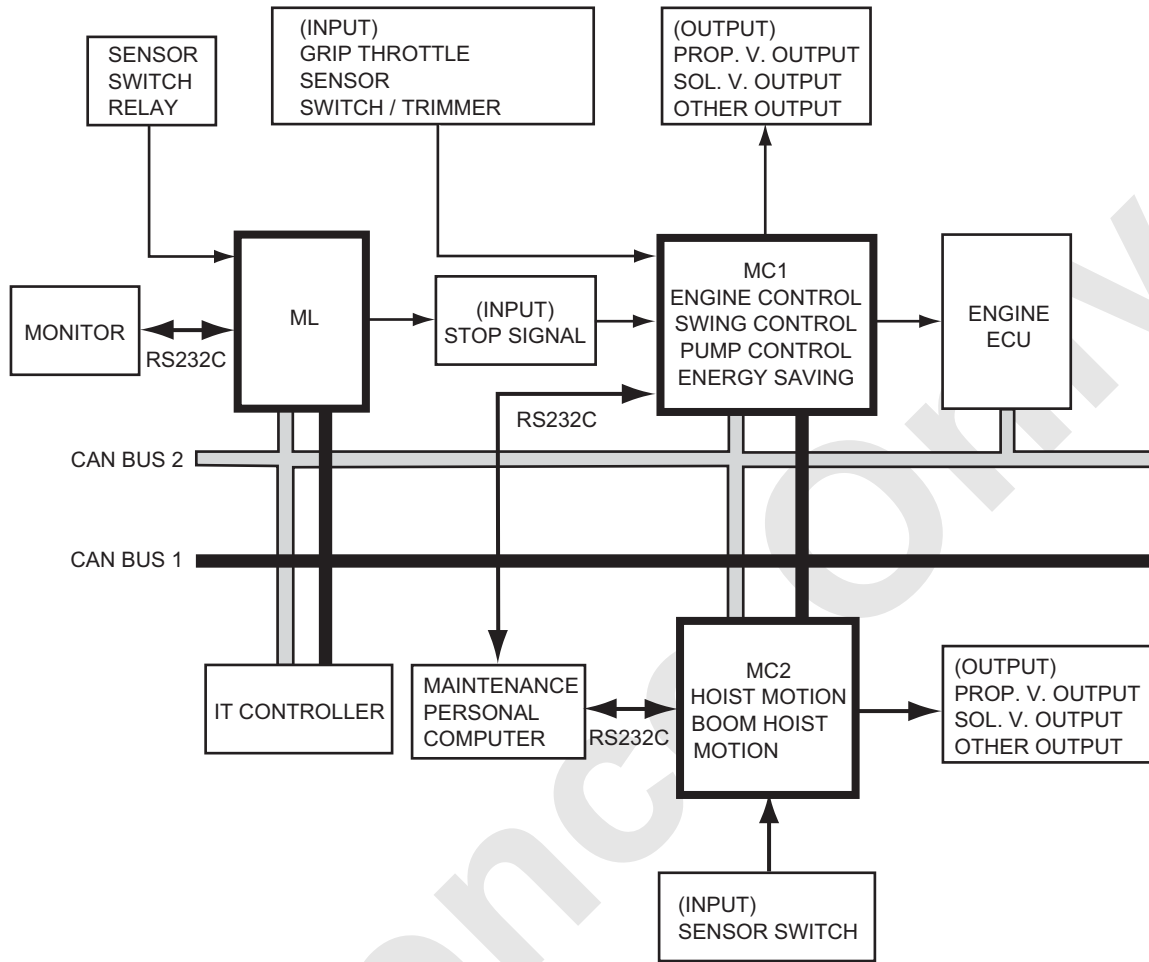 SENSOR
SWITCH
RELAY
(INPUT)
GRIP THROTTLE
SENSOR
SWITCH / TRIMMER
(OUTPUT)
PROP. V. OUTPUT
SOL. V. OUTPUT
OTHER OUTPUT
MONITOR
RS232C
ML
(INPUT)
STOP SIGNAL
MC1
ENGINE CONTROL
SWING CONTROL
PUMP CONTROL
ENERGY SAVING
ENGINE
ECU
RS232C
CAN BUS 2
CAN BUS 1
IT CONTROLLER
MAINTENANCE
PERSONAL
COMPUTER
RS232C
MC2
HOIST MOTION
BOOM HOIST
MOTION
(OUTPUT)
PROP. V. OUTPUT
SOL. V. OUTPUT
OTHER OUTPUT
(INPUT)
SENSOR SWITCH